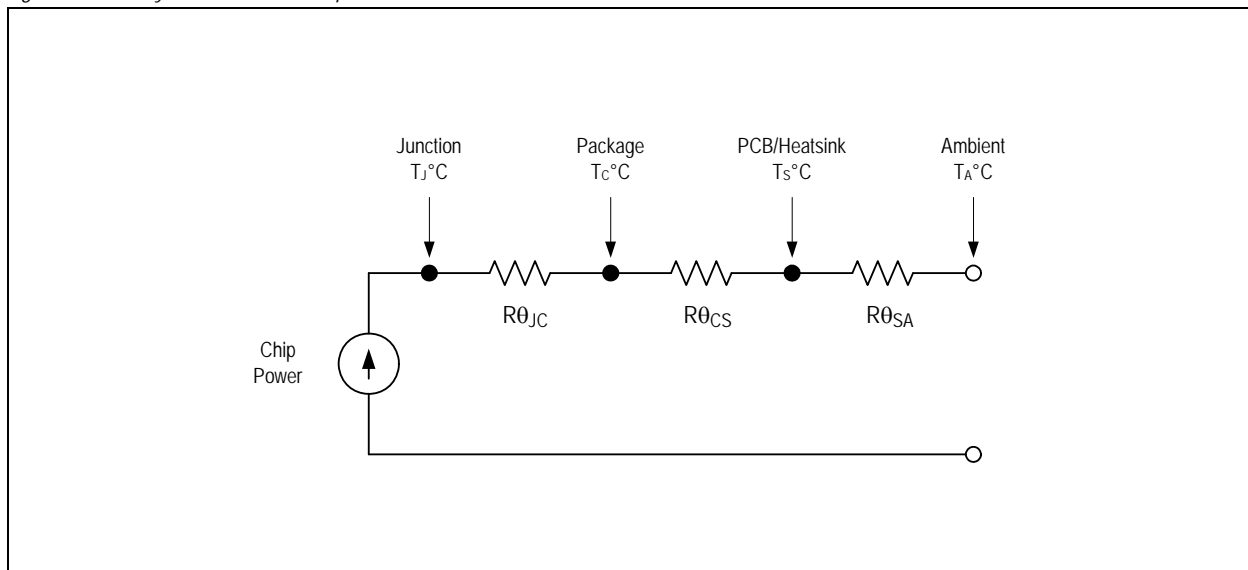 Junction
TJ°C
Package
TC°C
PCB/Heatsink
TS°C
Ambient
TA°C
RθJC
RθCS
RθSA
Chip
Power